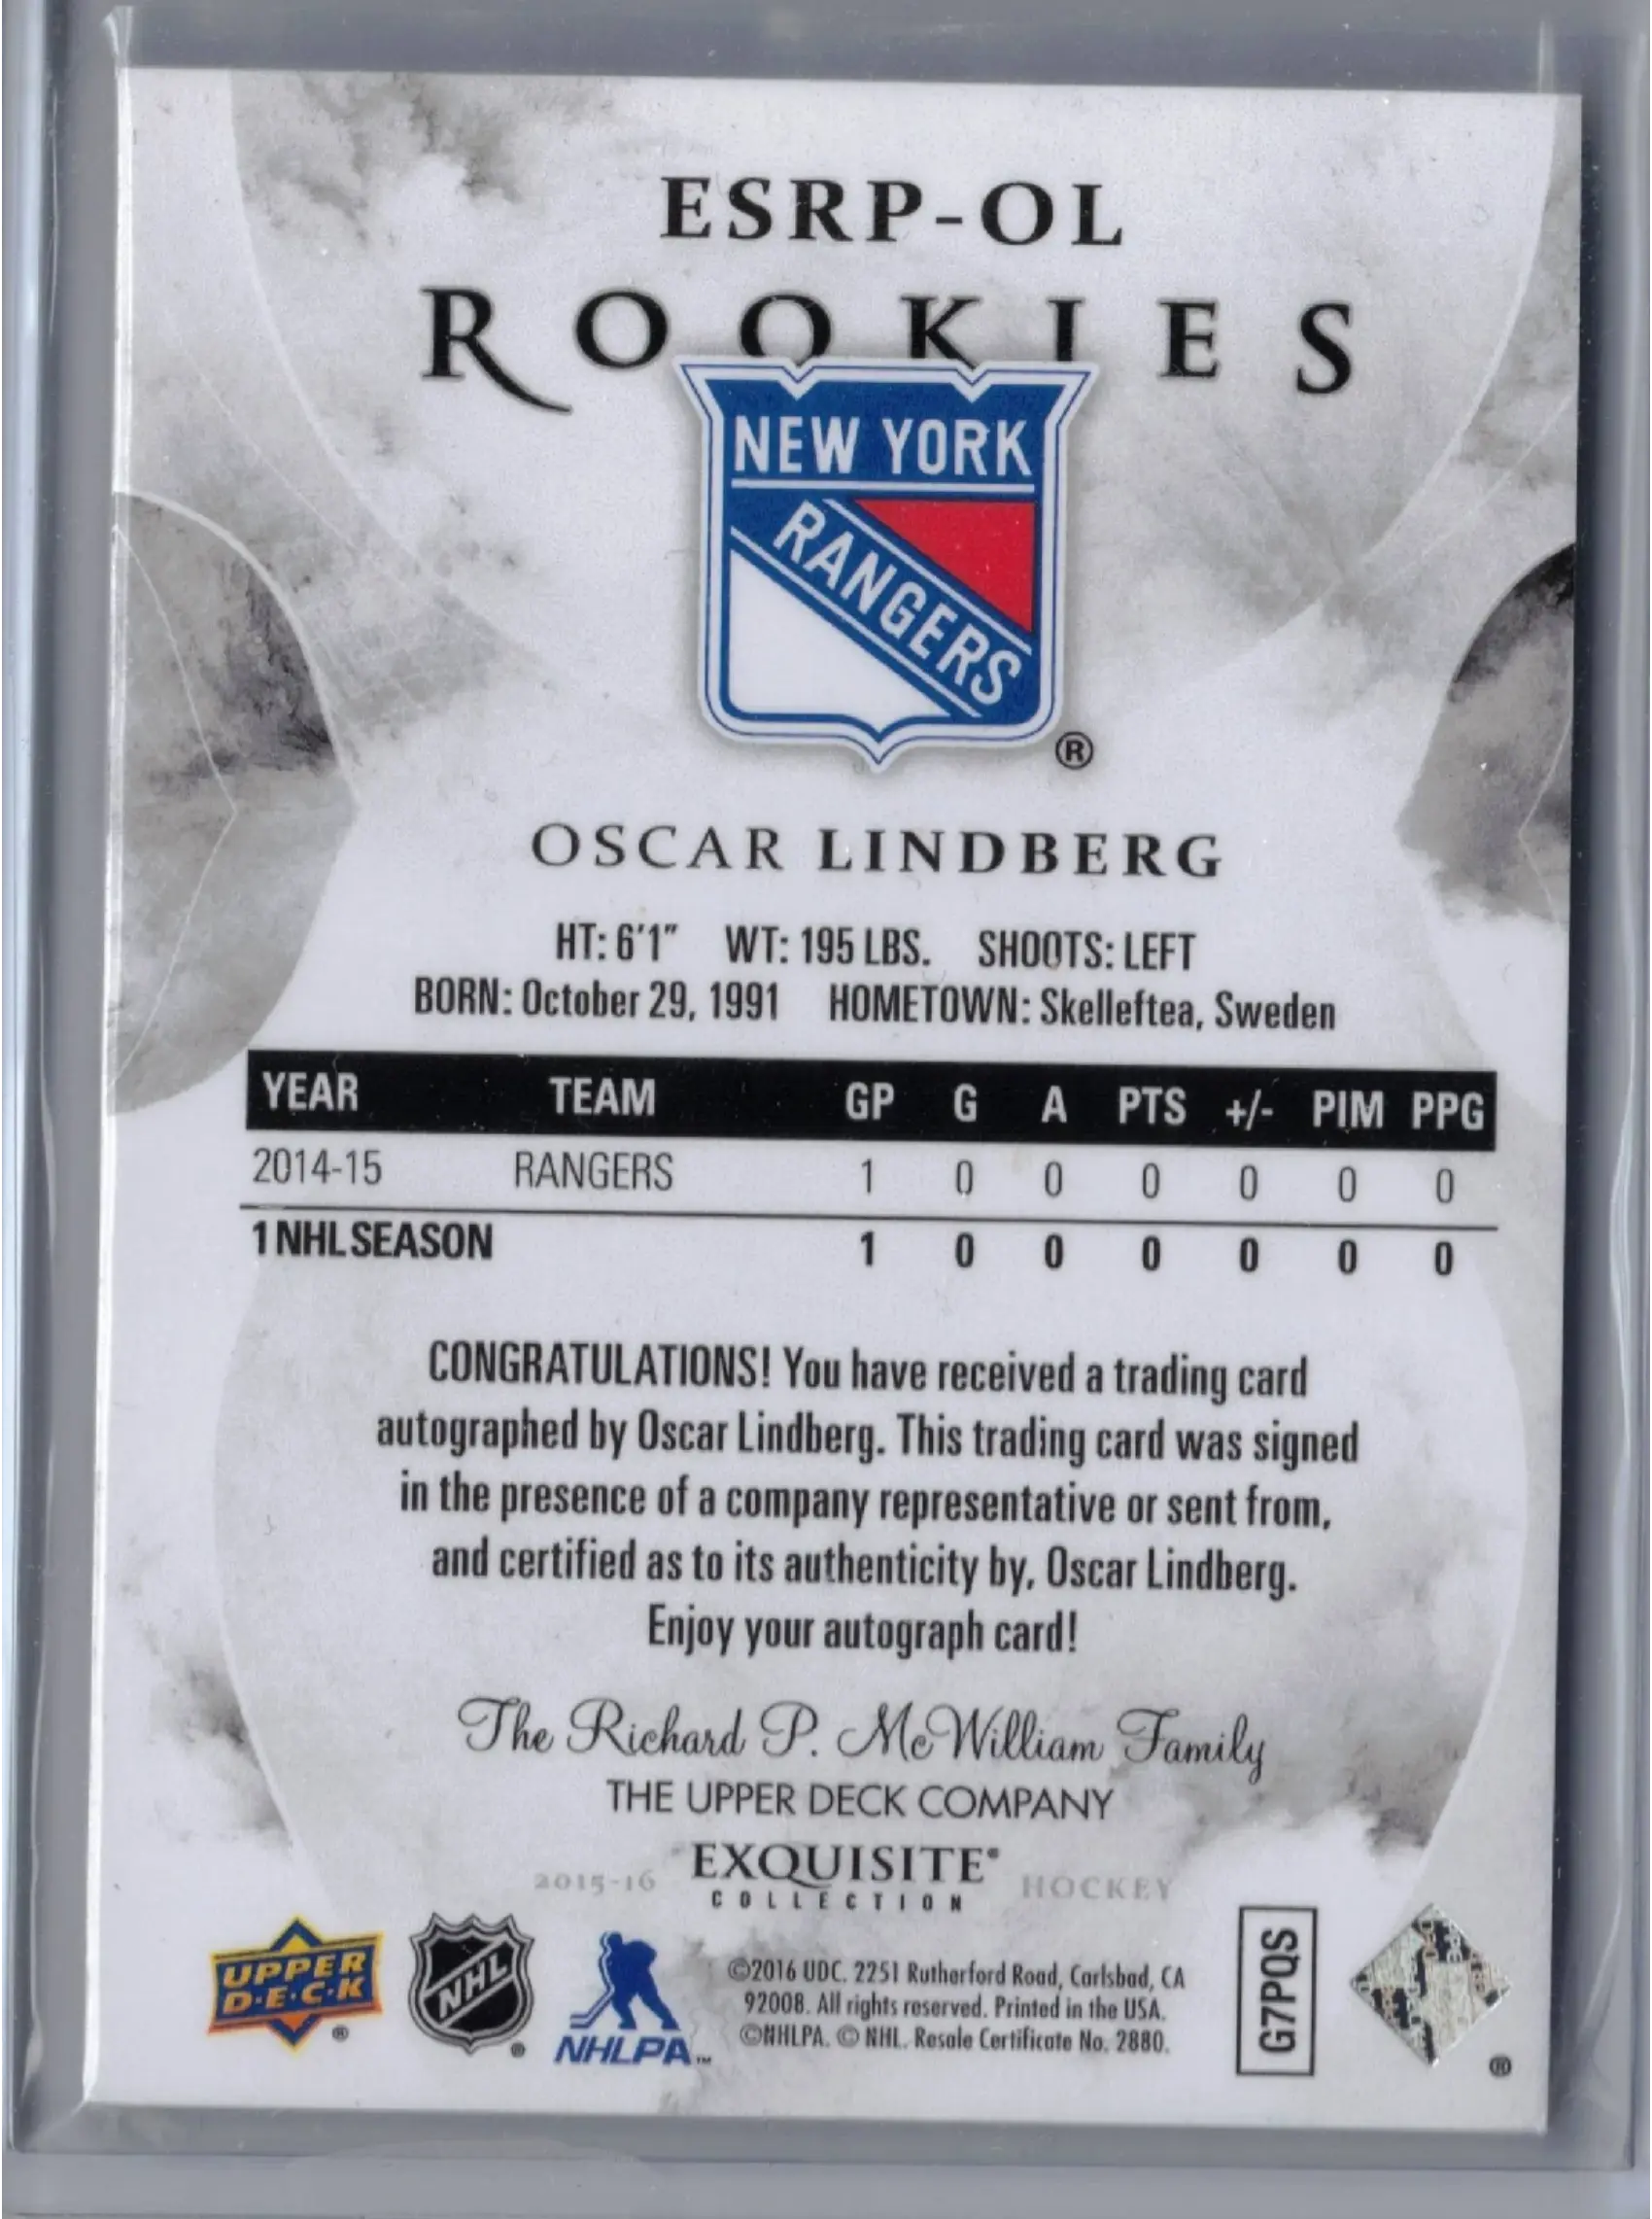 ESRP-OL
ROOKIES
NEW YORK
RANGERS
®
OSCAR LINDBERG
HT: 6'1" WT: 195 LBS. SHOOTS: LEFT
BORN: October 29, 1991 HOMETOWN: Skelleftea, Sweden
YEAR TEAM GP G A PTS +/- PIM PPG
2014-15 RANGERS 1 0 0 0 0 0 0
1 NHL SEASON 1 0 0 0 0 0 0
CONGRATULATIONS! You have received a trading card
autographed by Oscar Lindberg. This trading card was signed
in the presence of a company representative or sent from,
and certified as to its authenticity by, Oscar Lindberg.
Enjoy your autograph card!
The Richard P. McWilliam Family
THE UPPER DECK COMPANY
2015-16 EXQUISITE® HOCKEY
COLLECTION
UPPER
D·E·C·K
®
NHL
®
NHLPA™
©2016 UDC. 2251 Rutherford Road, Carlsbad, CA
92008. All rights reserved. Printed in the USA.
©NHLPA. © NHL. Resale Certificate No. 2880.
G7PQS
®